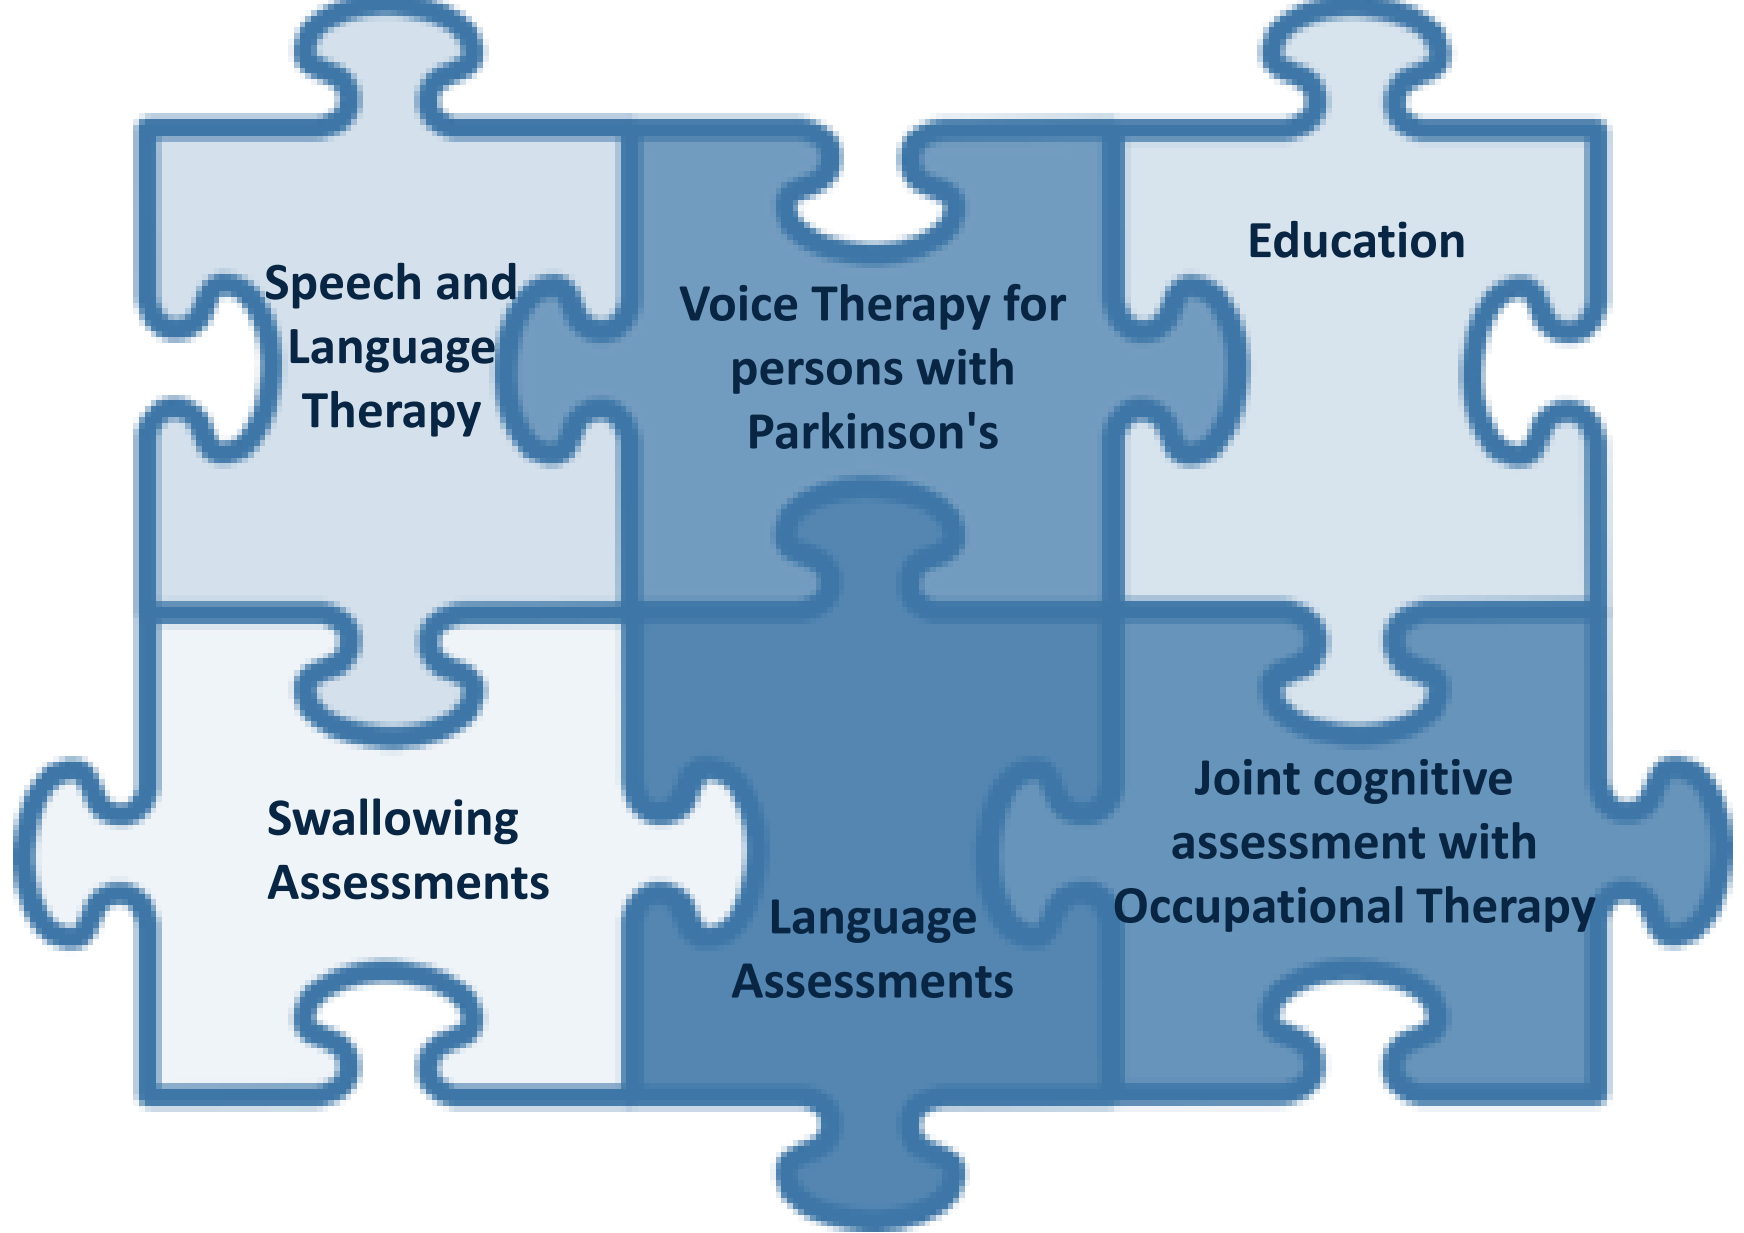 Speech and
Language
Therapy
Voice Therapy for
persons with
Parkinson's
Education
Swallowing
Assessments
Language
Assessments
Joint cognitive
assessment with
Occupational Therapy